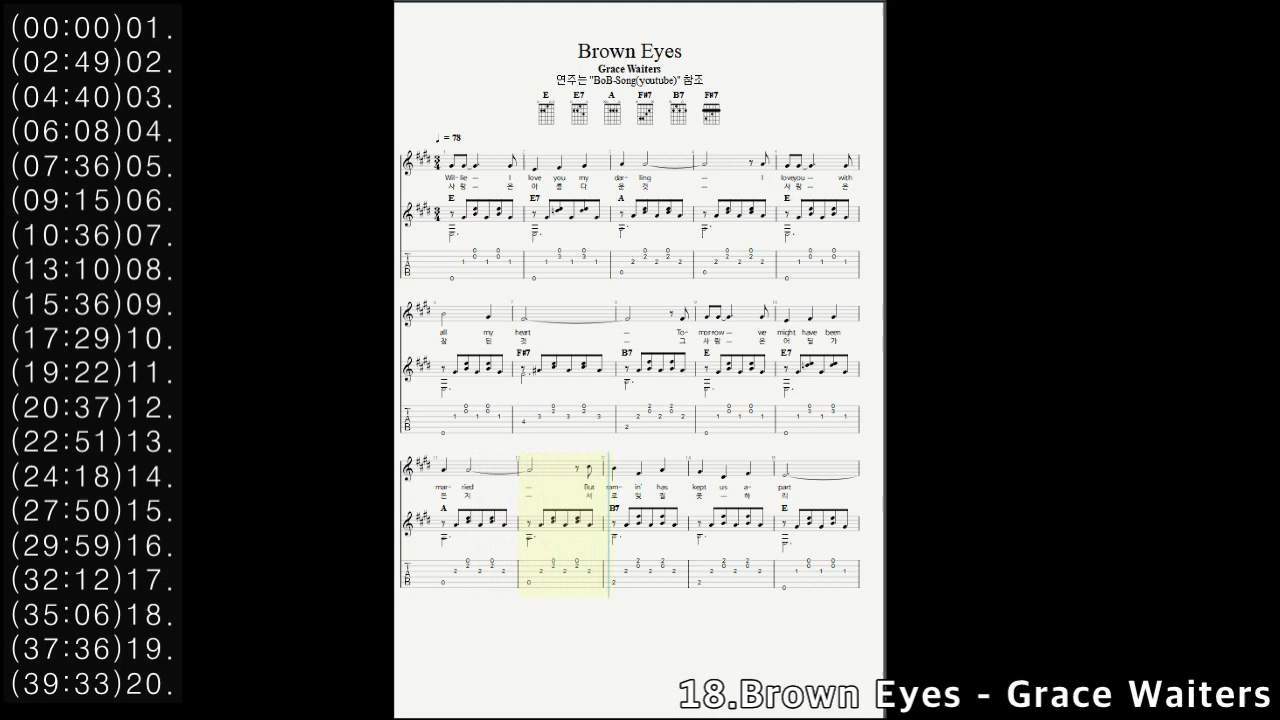 (00:00)01.
(02:49)02.
(04:40)03.
(06:08)04.
(07:36)05.
(09:15)06.
(10:36)07.
(13:10)08.
(15:36)09.
(17:29)10.
(19:22)11.
(20:37)12.
(22:51)13.
(24:18)14.
(27:50)15.
(29:59)16.
(32:12)17.
(35:06)18.
(37:36)19.
(39:33)20.
Brown Eyes
Grace Waiters
연주는 "BoB-Song(youtube)" 참조
E E7 A F#7 B7 F#7
= 78
Wil- lie – I love you my dar- ling – I love you – with
사 랑 – 은 아 름 다 운 것 – 사 랑 – 은
E E7 A E
all my heart – To- mor-row – we might have been
참 된 것 – 그 사 랑 – 은 어 딜 가
F#7 B7 E E7
mar- ried – But ram- in' has kept us a- part
든 지 – 서 로 잊 질 못 – 하 리
A B7 E
18.Brown Eyes - Grace Waiters